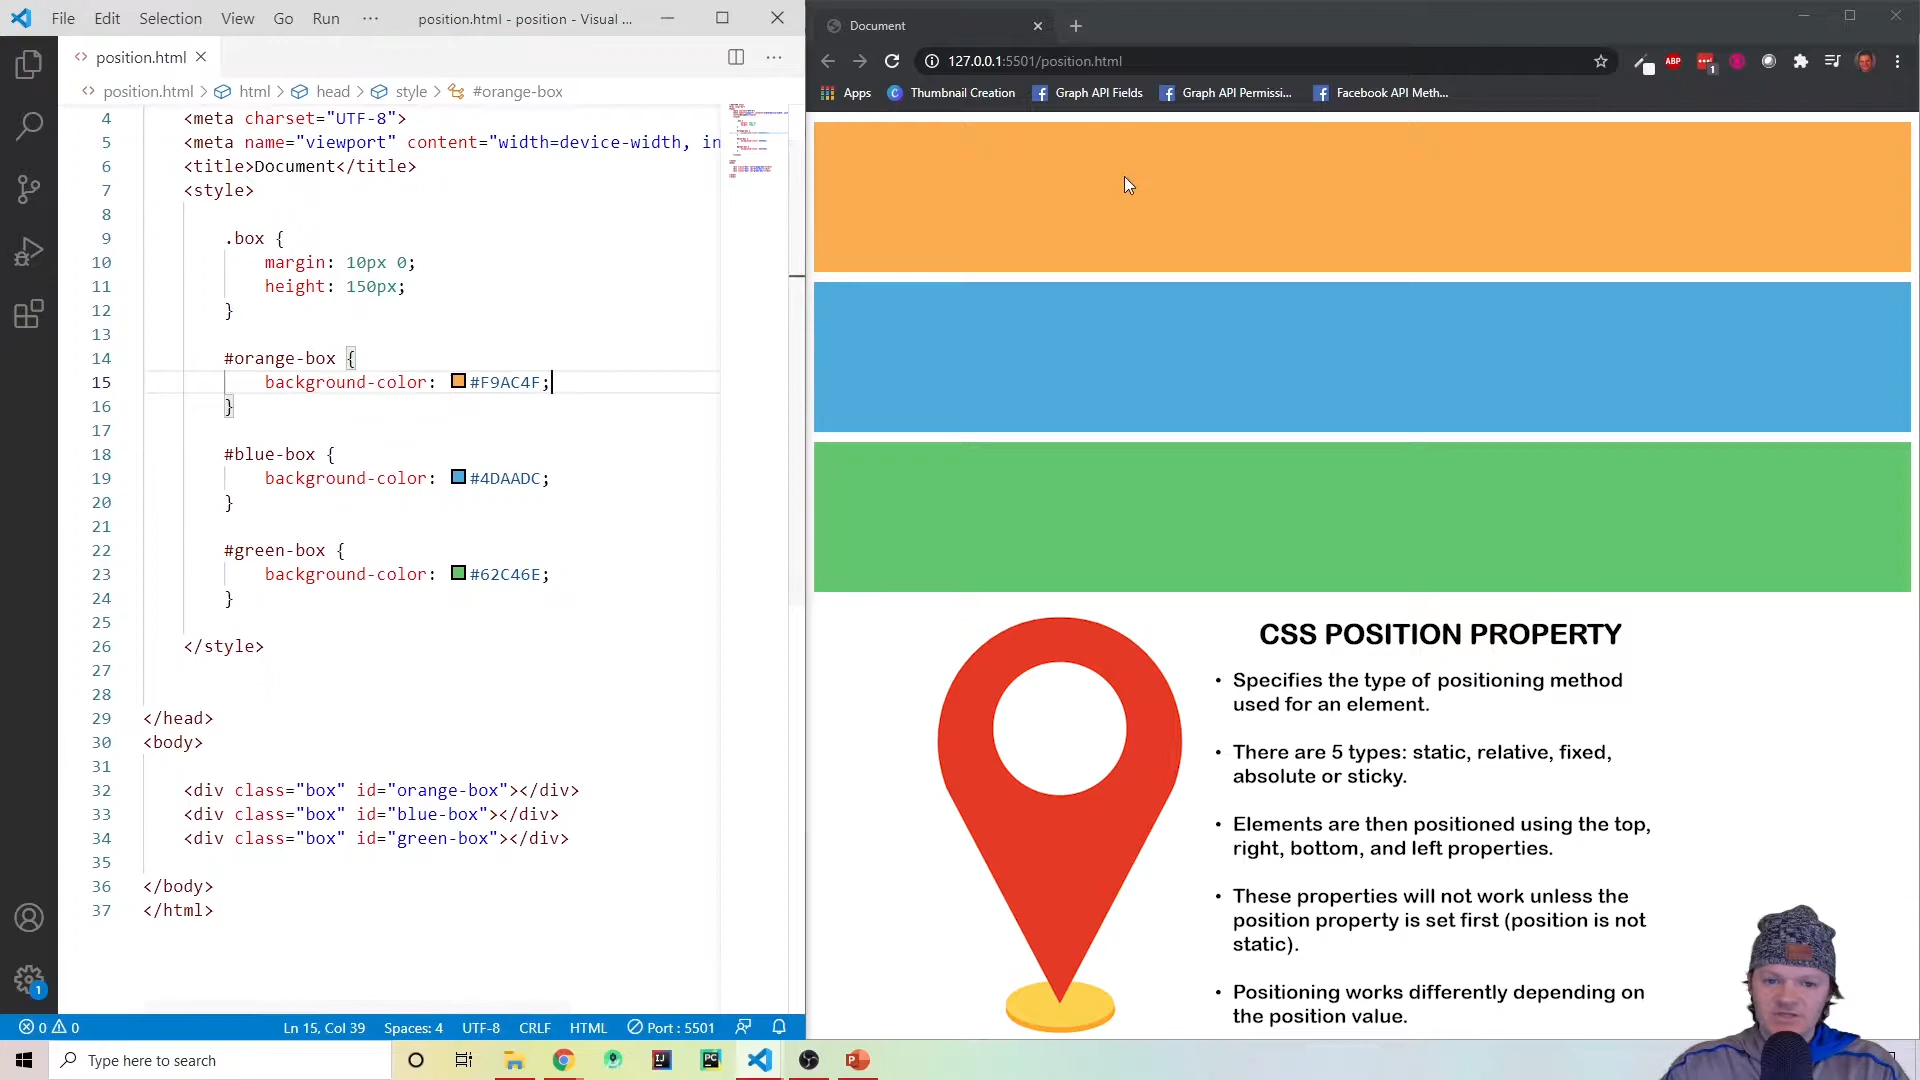 File Edit Selection View Go Run ··· position.html - position - Visual ...
position.html
position.html > html > head > style > #orange-box
4 <meta charset="UTF-8">
5 <meta name="viewport" content="width=device-width, in
6 <title>Document</title>
7 <style>
8
9 .box {
10 margin: 10px 0;
11 height: 150px;
12 }
13
14 #orange-box {
15 background-color: #F9AC4F;
16 }
17
18 #blue-box {
19 background-color: #4DAADC;
20 }
21
22 #green-box {
23 background-color: #62C46E;
24 }
25
26 </style>
27
28
29 </head>
30 <body>
31
32 <div class="box" id="orange-box"></div>
33 <div class="box" id="blue-box"></div>
34 <div class="box" id="green-box"></div>
35
36 </body>
37 </html>
1
0 0 Ln 15, Col 39 Spaces: 4 UTF-8 CRLF HTML Port : 5501
Type here to search
Document
127.0.0.1:5501/position.html
ABP 1
Apps Thumbnail Creation Graph API Fields Graph API Permissi... Facebook API Meth...
CSS POSITION PROPERTY
• Specifies the type of positioning method
used for an element.
• There are 5 types: static, relative, fixed,
absolute or sticky.
• Elements are then positioned using the top,
right, bottom, and left properties.
• These properties will not work unless the
position property is set first (position is not
static).
• Positioning works differently depending on
the position value.